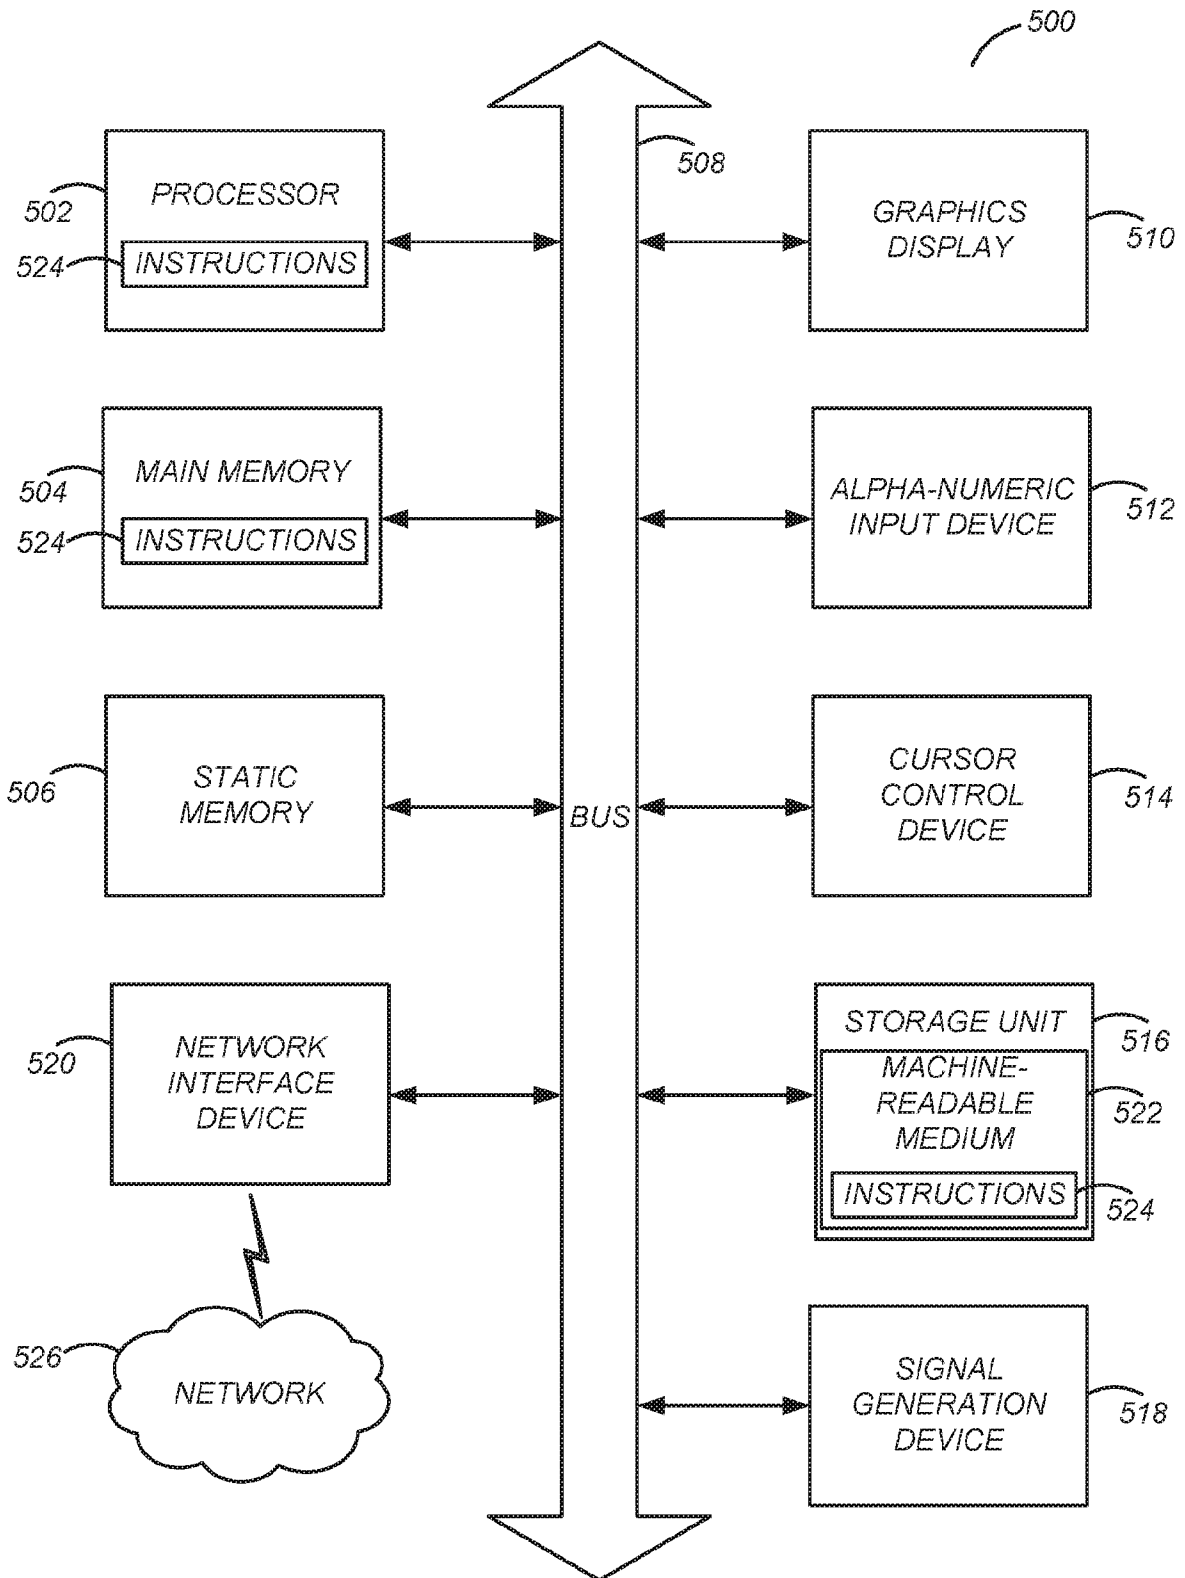 500
508
502
PROCESSOR
524
INSTRUCTIONS
504
MAIN MEMORY
524
INSTRUCTIONS
506
STATIC
MEMORY
520
NETWORK
INTERFACE
DEVICE
526
NETWORK
BUS
GRAPHICS
DISPLAY
510
ALPHA-NUMERIC
INPUT DEVICE
512
CURSOR
CONTROL
DEVICE
514
STORAGE UNIT
516
MACHINE-
READABLE
MEDIUM
522
INSTRUCTIONS
524
SIGNAL
GENERATION
DEVICE
518